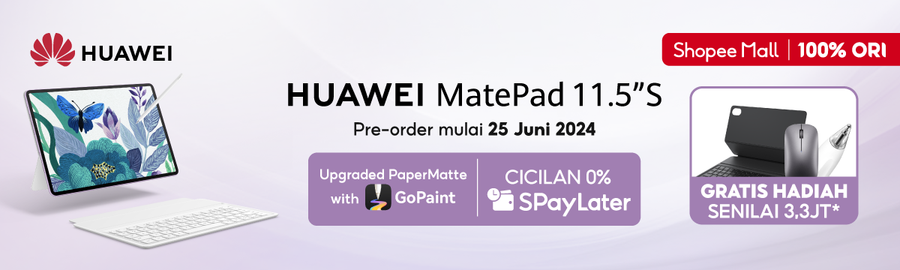 HUAWEI
Shopee Mall | 100% ORI
HUAWEI MatePad 11.5”S
Pre-order mulai 25 Juni 2024
Upgraded PaperMatte
with GoPaint
CICILAN 0%
SPayLater
GRATIS HADIAH
SENILAI 3,3JT*